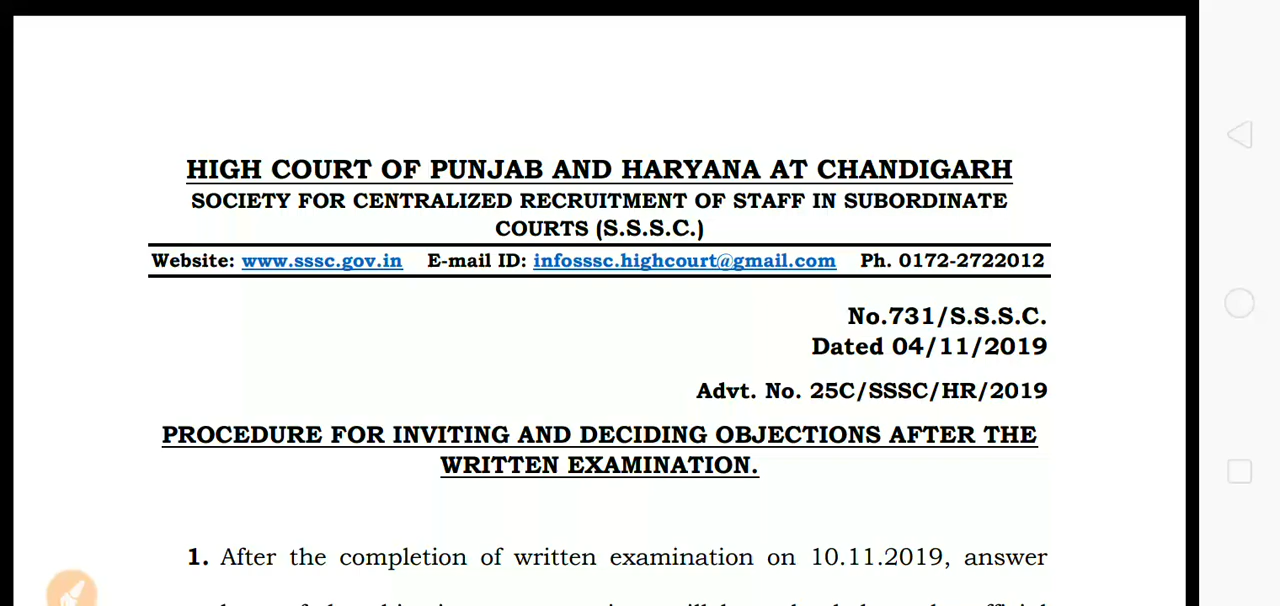 HIGH COURT OF PUNJAB AND HARYANA AT CHANDIGARH
SOCIETY FOR CENTRALIZED RECRUITMENT OF STAFF IN SUBORDINATE
COURTS (S.S.S.C.)
Website: www.sssc.gov.in E-mail ID: infosssc.highcourt@gmail.com Ph. 0172-2722012
No.731/S.S.S.C.
Dated 04/11/2019
Advt. No. 25C/SSSC/HR/2019
PROCEDURE FOR INVITING AND DECIDING OBJECTIONS AFTER THE
WRITTEN EXAMINATION.
1. After the completion of written examination on 10.11.2019, answer